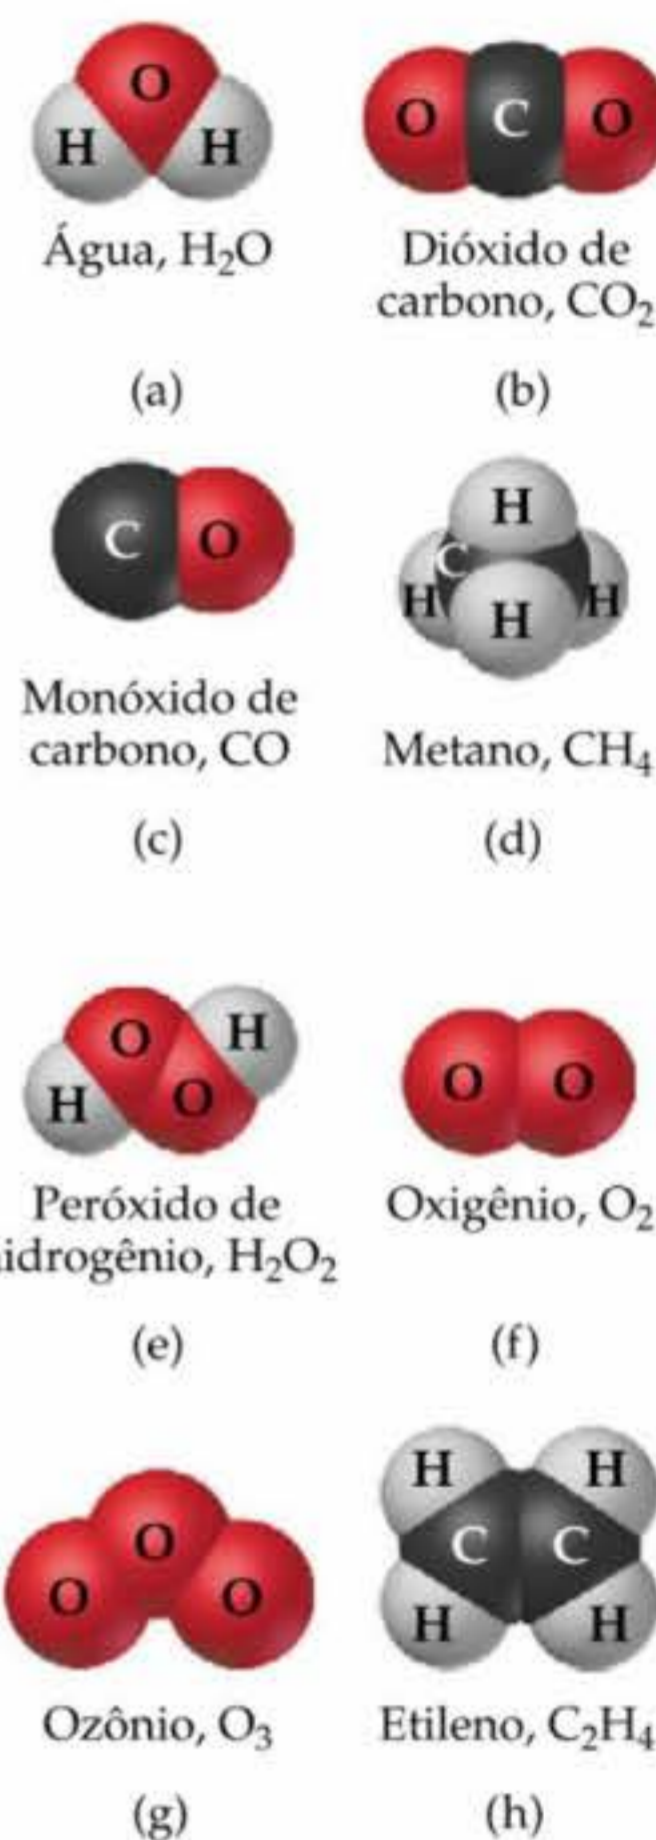 O
H H
Água, H₂O
(a)
O C O
Dióxido de
carbono, CO₂
(b)
C O
Monóxido de
carbono, CO
(c)
H
C
H H
H
Metano, CH₄
(d)
O H
H O
Peróxido de
idrogênio, H₂O₂
(e)
O O
Oxigênio, O₂
(f)
O
O O
Ozônio, O₃
(g)
H H
C C
H H
Etileno, C₂H₄
(h)